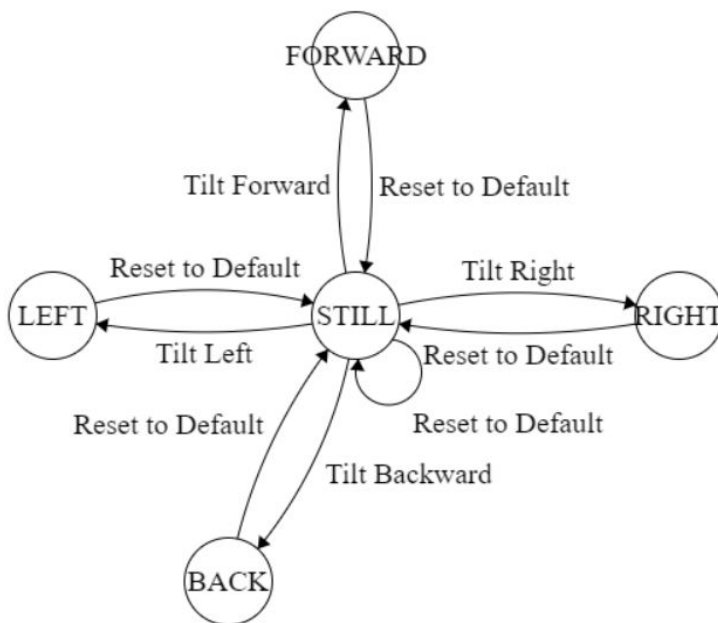 FORWARD
Tilt Forward
Reset to Default
Reset to Default
Tilt Right
LEFT
STILL
RIGHT
Tilt Left
Reset to Default
Reset to Default
Reset to Default
Tilt Backward
BACK